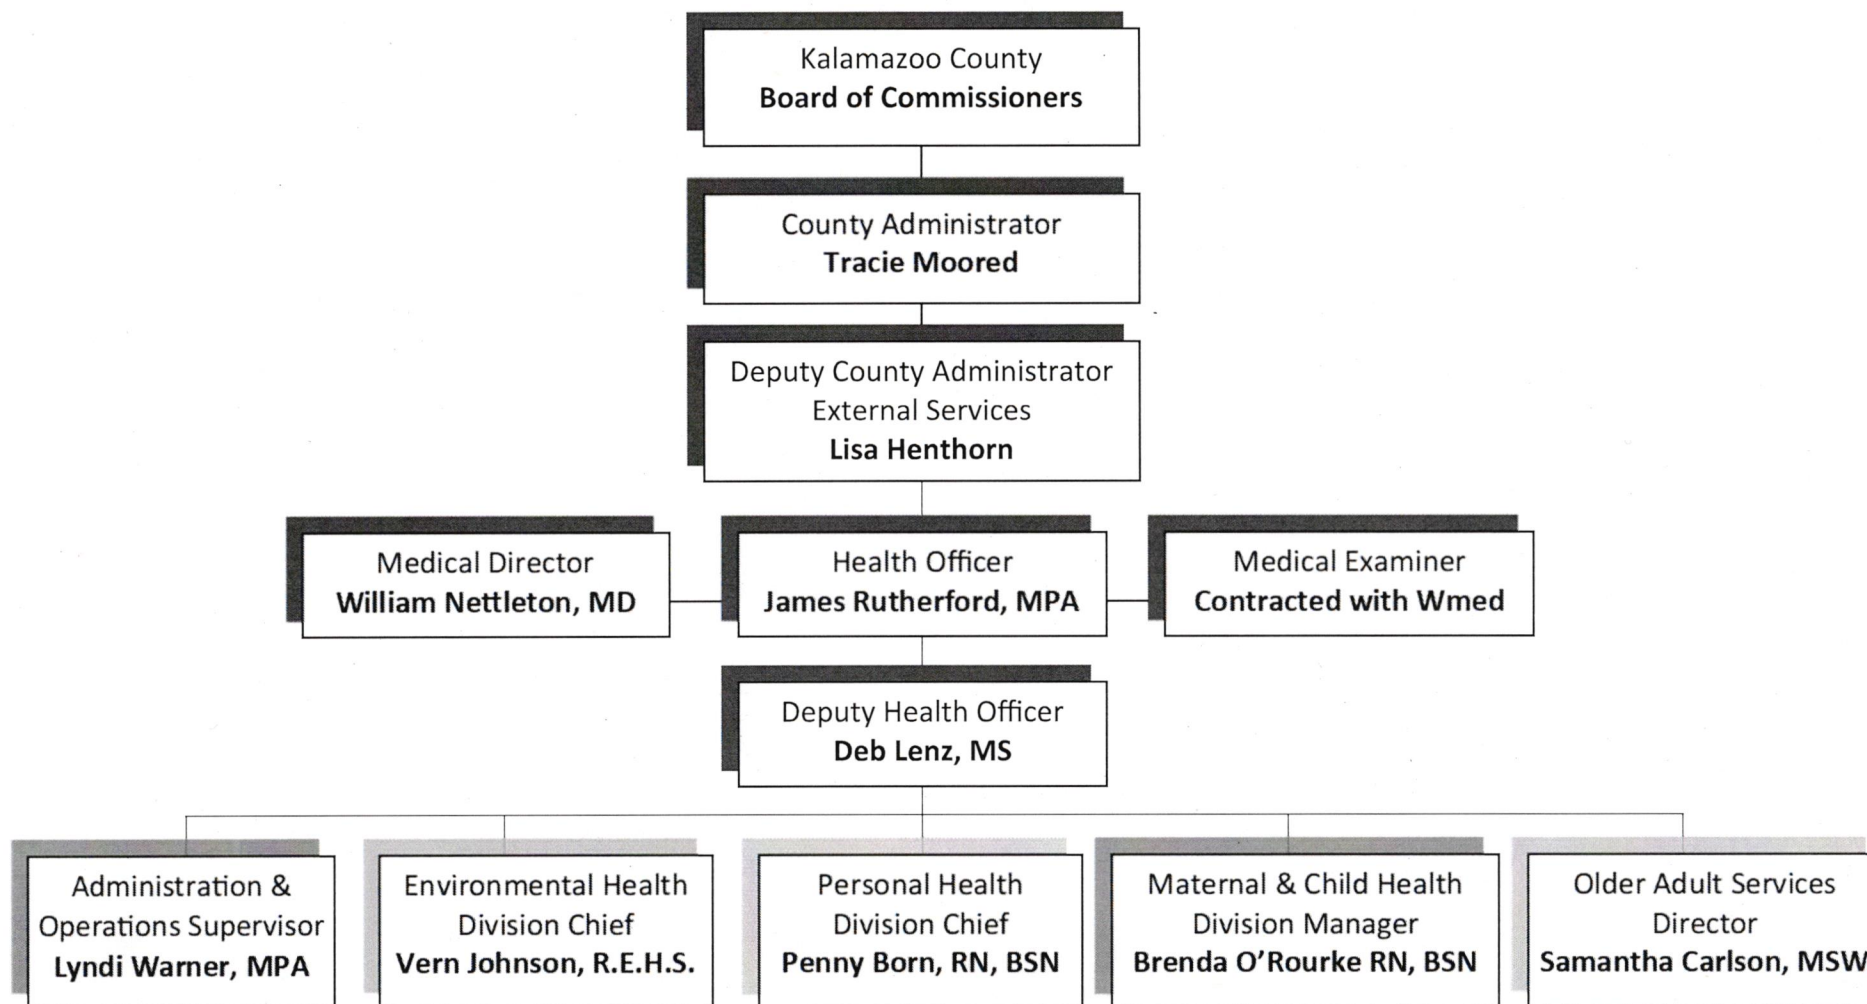 Kalamazoo County
Board of Commissioners
County Administrator
Tracie Moored
Deputy County Administrator
External Services
Lisa Henthorn
Medical Director
William Nettleton, MD
Health Officer
James Rutherford, MPA
Medical Examiner
Contracted with Wmed
Deputy Health Officer
Deb Lenz, MS
Administration &
Operations Supervisor
Lyndi Warner, MPA
Environmental Health
Division Chief
Vern Johnson, R.E.H.S.
Personal Health
Division Chief
Penny Born, RN, BSN
Maternal & Child Health
Division Manager
Brenda O’Rourke RN, BSN
Older Adult Services
Director
Samantha Carlson, MSW